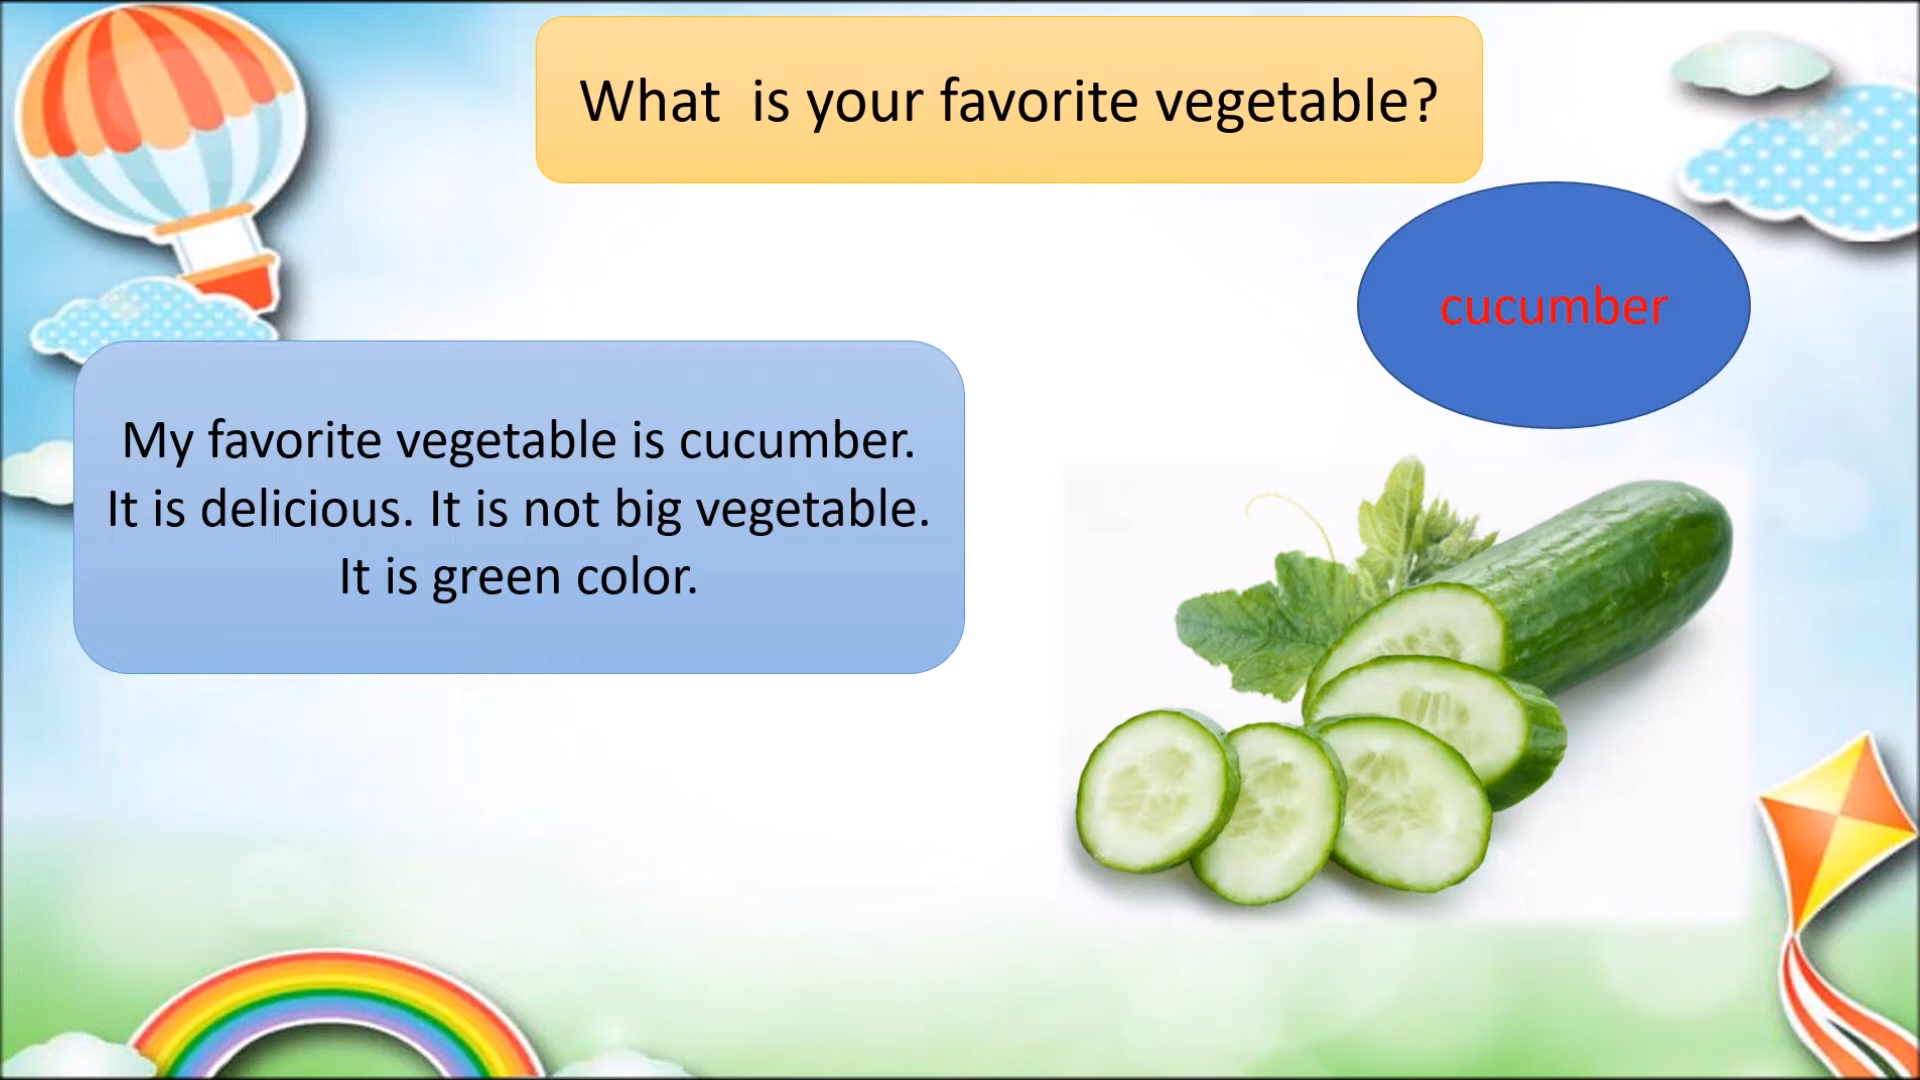 What  is your favorite vegetable?
cucumber
My favorite vegetable is cucumber.
It is delicious. It is not big vegetable.
It is green color.